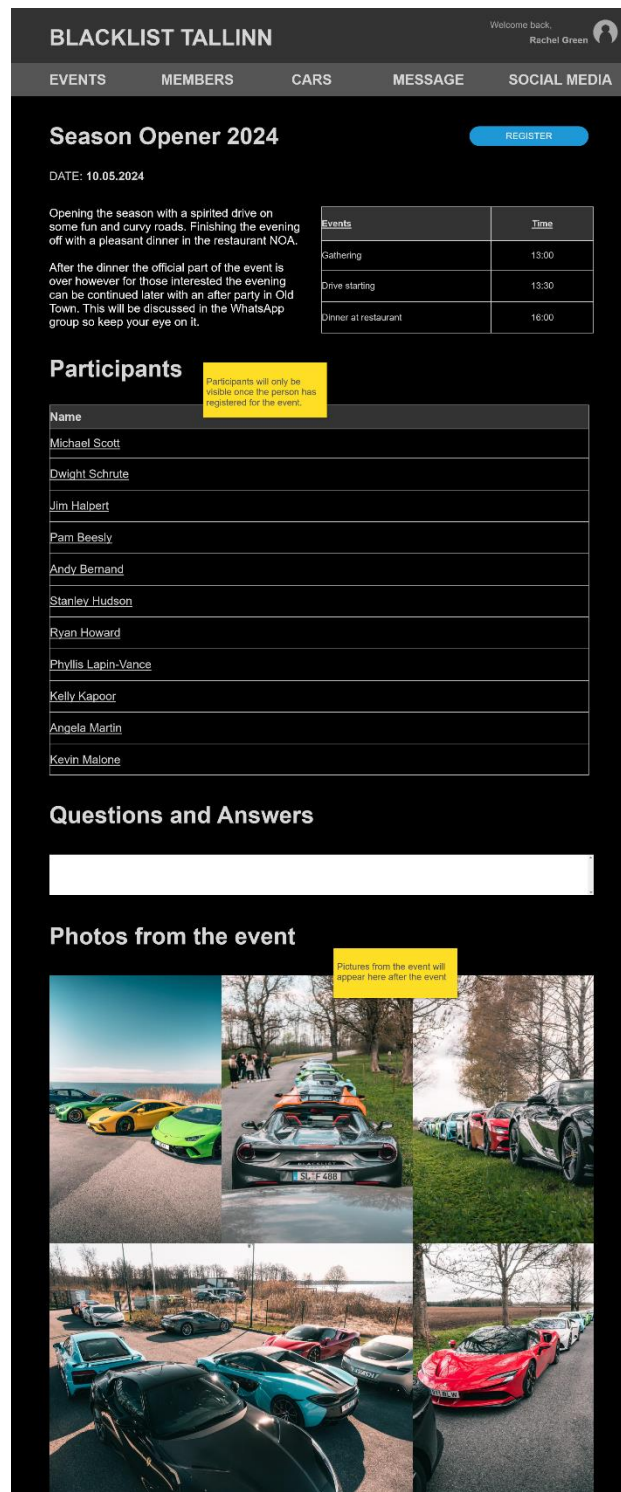 BLACKLIST TALLINN
Welcome back,
Rachel Green
EVENTS MEMBERS CARS MESSAGE SOCIAL MEDIA
Season Opener 2024
REGISTER
DATE: 10.05.2024
Opening the season with a spirited drive on
some fun and curvy roads. Finishing the evening
off with a pleasant dinner in the restaurant NOA.
After the dinner the official part of the event is
over however for those interested the evening
can be continued later with an after party in Old
Town. This will be discussed in the WhatsApp
group so keep your eye on it.
Events Time
Gathering 13:00
Drive starting 13:30
Dinner at restaurant 16:00
Participants
Participants will only be
visible once the person has
registered for the event.
Name
Michael Scott
Dwight Schrute
Jim Halpert
Pam Beesly
Andy Bernand
Stanley Hudson
Ryan Howard
Phyllis Lapin-Vance
Kelly Kapoor
Angela Martin
Kevin Malone
Questions and Answers
Photos from the event
Pictures from the event will
appear here after the event
BLACKLIST
SL F 488